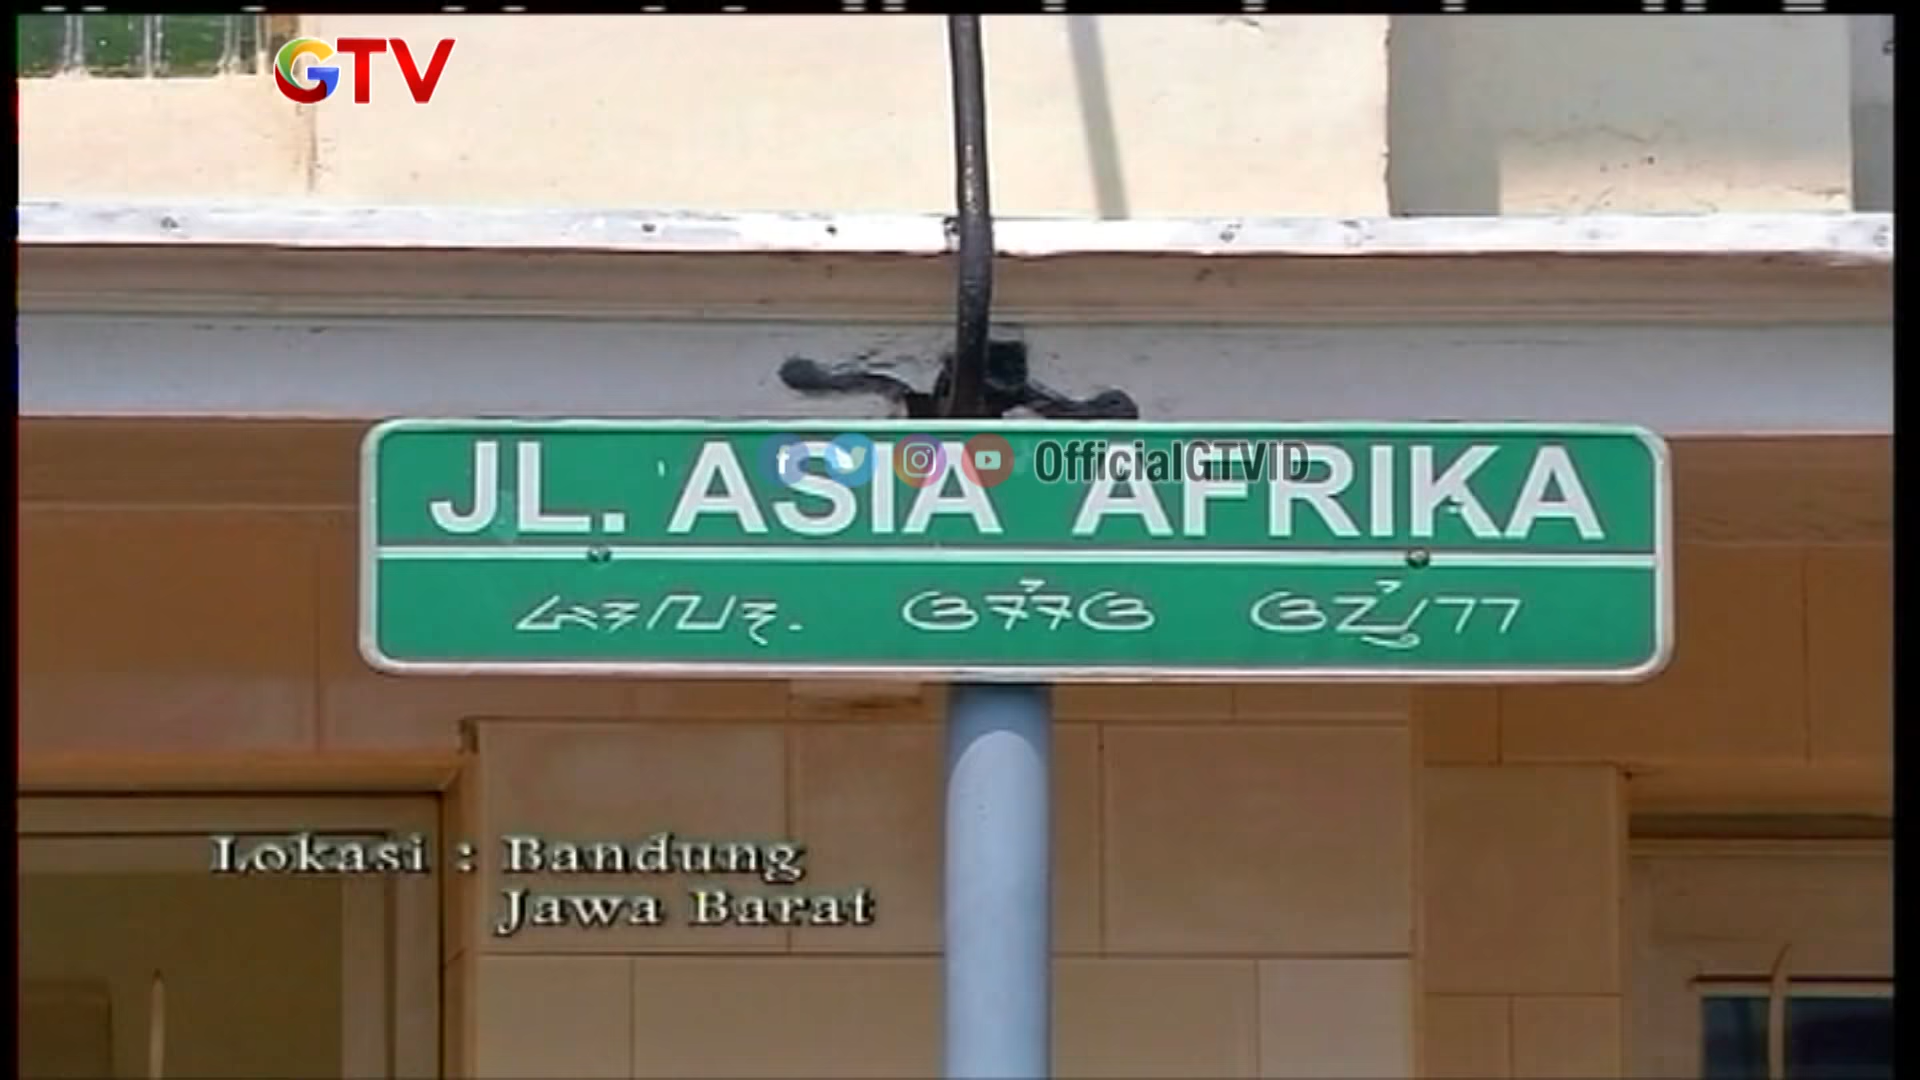 GTV
OfficialGTVID
JL. ASIA AFRIKA
Lokasi : Bandung
Jawa Barat